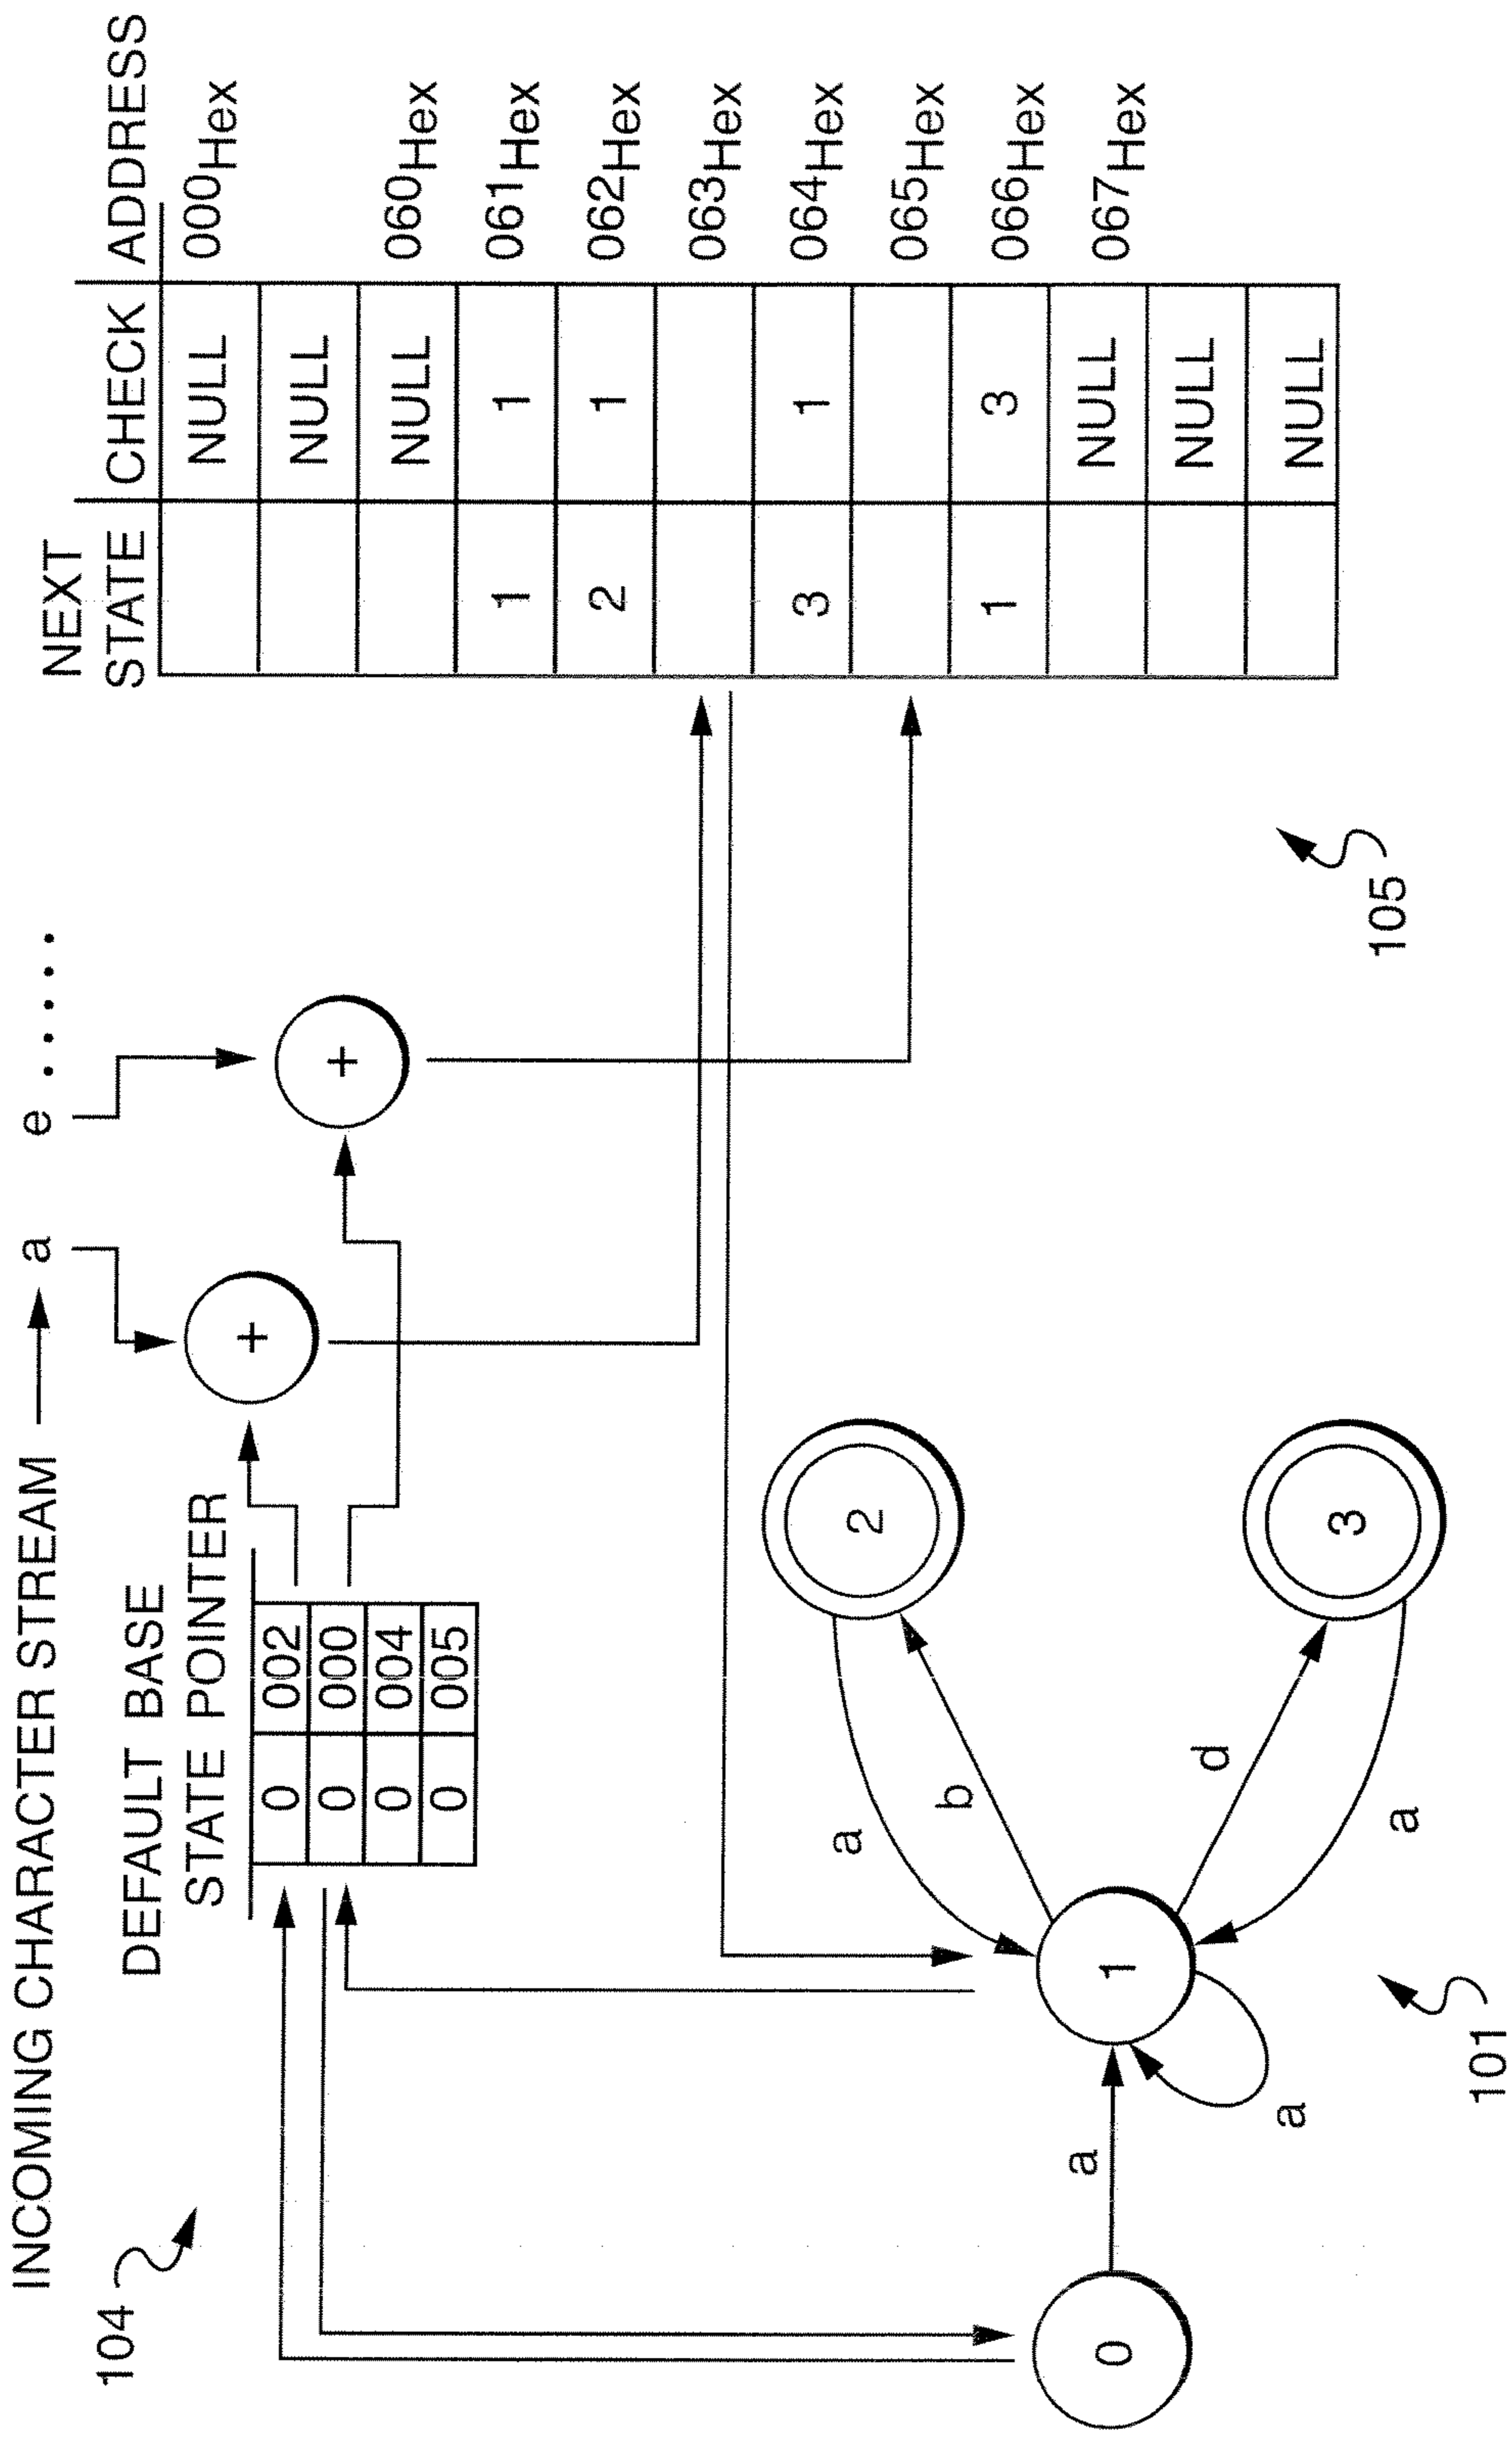 INCOMING CHARACTER STREAM a e . . . . .
104
DEFAULT BASE
STATE POINTER
0 002
0 000
0 004
0 005
+
+
NEXT
STATE CHECK ADDRESS
NULL 000Hex
NULL
NULL 060Hex
1 1 061Hex
2 1 062Hex
063Hex
3 1 064Hex
065Hex
1 3 066Hex
NULL 067Hex
NULL
NULL
105
0
a
1
a
a
b
2
d
a
3
101